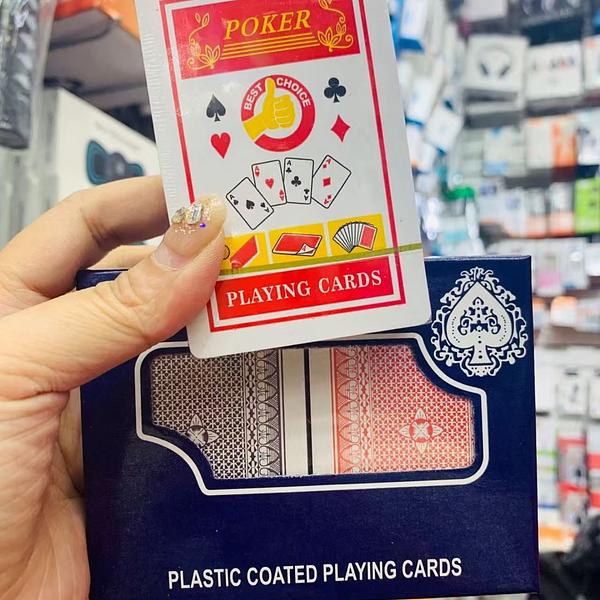 POKER
BEST CHOICE
A
A
A
A
PLAYING CARDS
PLASTIC COATED PLAYING CARDS